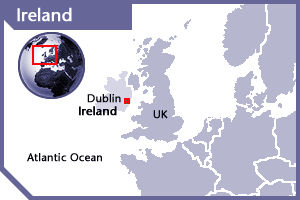 Ireland
Dublin
Ireland
UK
Atlantic Ocean